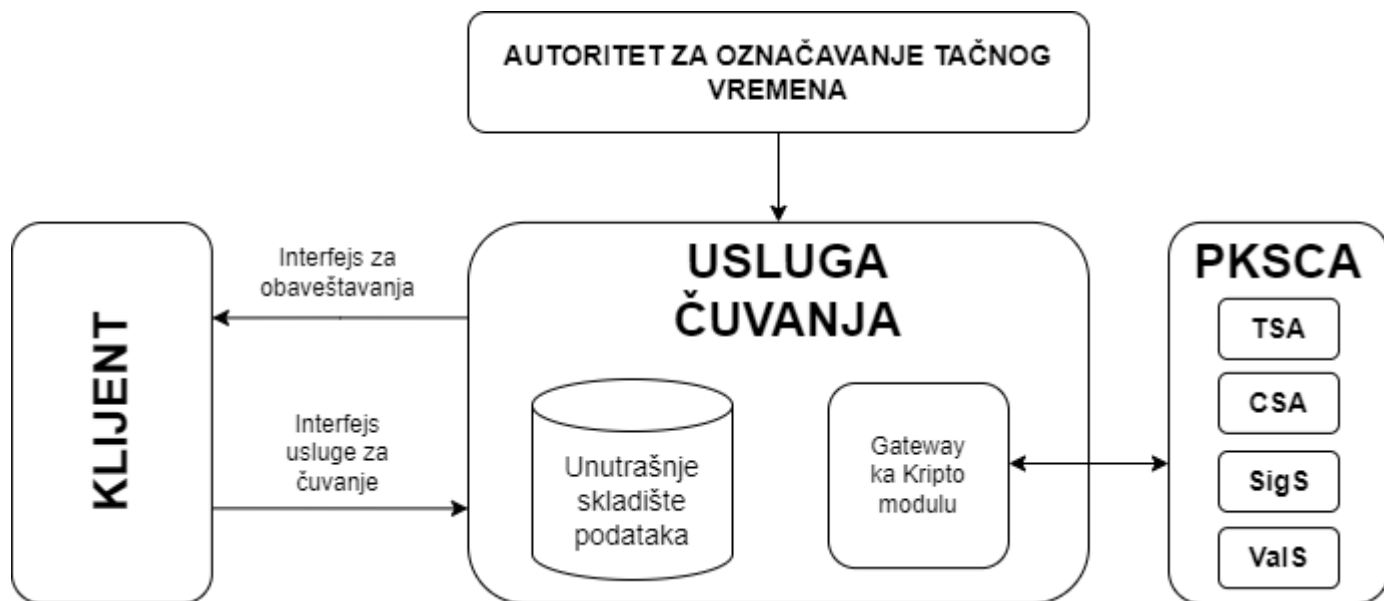 AUTORITET ZA OZNAČAVANJE TAČNOG
VREMENA
KLIJENT
Interfejs za
obaveštavanja
Interfejs
usluge za
čuvanje
USLUGA
ČUVANJA
Unutrašnje
skladište
podataka
Gateway
ka Kripto
modulu
PKSCA
TSA
CSA
SigS
ValS